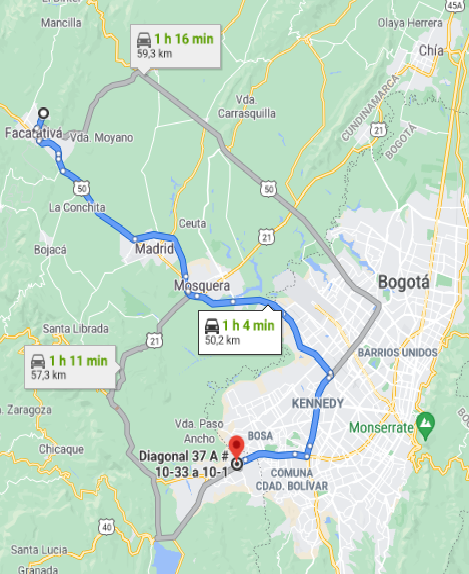 Mancilla
1 h 16 min
59,3 km
45A
Olaya Herrera
Chía
Vda.
Carrasquilla
CUNDINAMARCA
BOGOTÁ
21
Facatativá
Vda. Moyano
50
50
La Conchita
Ceuta
21
Bojacá
Madrid
Mosquera
Bogotá
Santa Librada
21
1 h 4 min
50,2 km
1 h 11 min
57,3 km
BARRIOS UNIDOS
KENNEDY
a. Zaragoza
Vda. Paso
Ancho
BOSA
Monserrate
Chicaque
Diagonal 37 A #
10-33 a 10-1
COMUNA
CDAD. BOLÍVAR
40
Santa Lucia
Granada